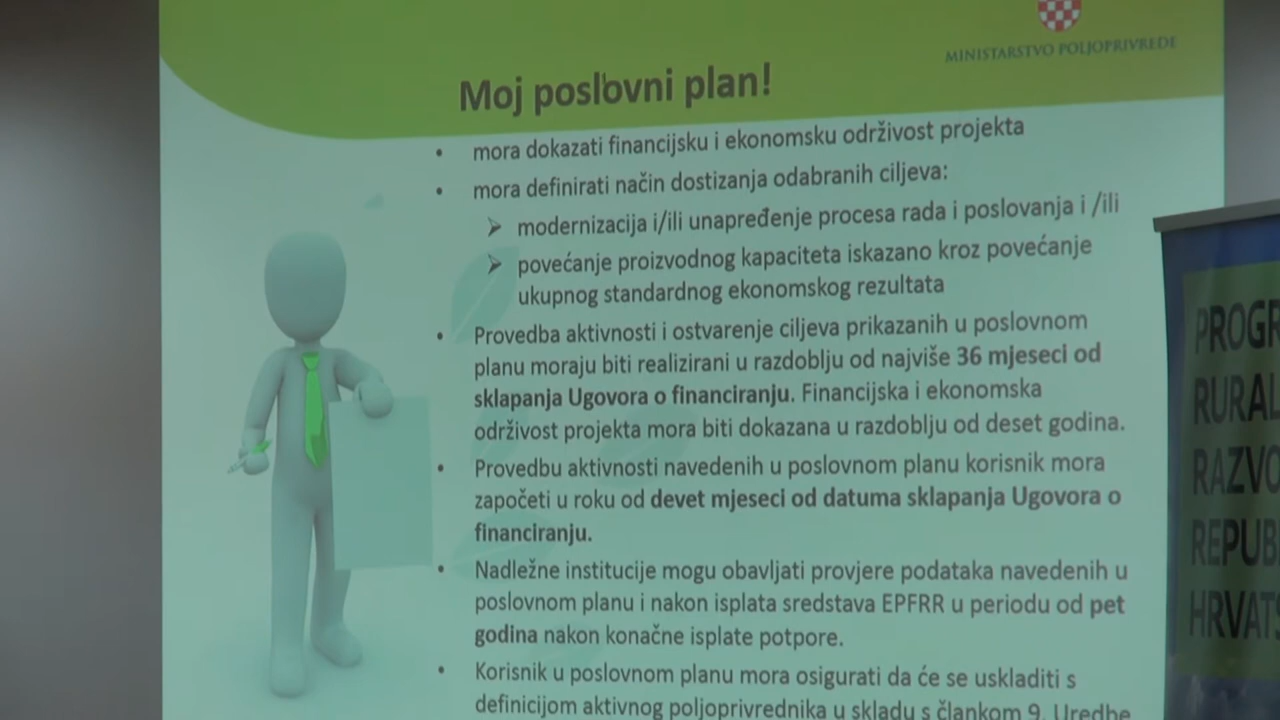 MINISTARSTVO POLJOPRIVREDE
Moj poslovni plan!
• mora dokazati financijsku i ekonomsku održivost projekta
• mora definirati način dostizanja odabranih ciljeva:
➢ modernizacija i/ili unapređenje procesa rada i poslovanja i /ili
➢ povećanje proizvodnog kapaciteta iskazano kroz povećanje
ukupnog standardnog ekonomskog rezultata
• Provedba aktivnosti i ostvarenje ciljeva prikazanih u poslovnom
planu moraju biti realizirani u razdoblju od najviše 36 mjeseci od
sklapanja Ugovora o financiranju. Financijska i ekonomska
održivost projekta mora biti dokazana u razdoblju od deset godina.
• Provedbu aktivnosti navedenih u poslovnom planu korisnik mora
započeti u roku od devet mjeseci od datuma sklapanja Ugovora o
financiranju.
• Nadležne institucije mogu obavljati provjere podataka navedenih u
poslovnom planu i nakon isplata sredstava EPFRR u periodu od pet
godina nakon konačne isplate potpore.
• Korisnik u poslovnom planu mora osigurati da će se uskladiti s
definicijom aktivnog poljoprivrednika u skladu s člankom 9. Uredbe
PROGR
RURAL
RAZVO
REPUB
HRVATS